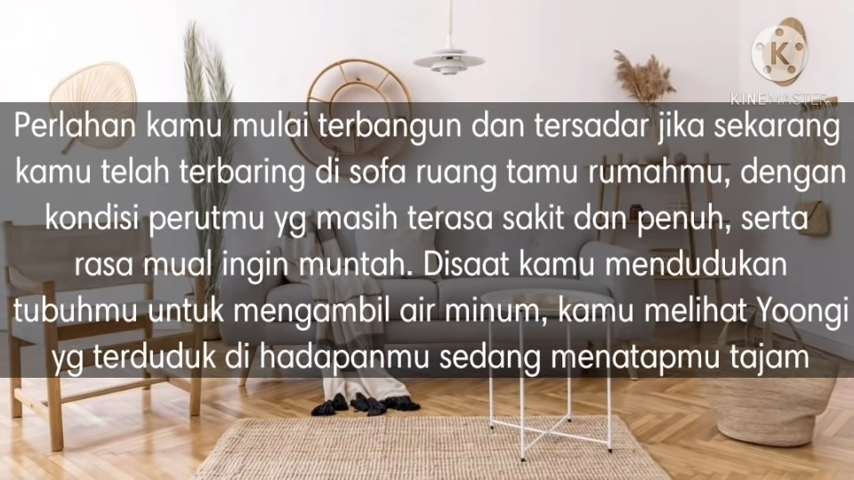 KINEMASTER
Perlahan kamu mulai terbangun dan tersadar jika sekarang
kamu telah terbaring di sofa ruang tamu rumahmu, dengan
kondisi perutmu yg masih terasa sakit dan penuh, serta
rasa mual ingin muntah. Disaat kamu mendudukan
tubuhmu untuk mengambil air minum, kamu melihat Yoongi
yg terduduk di hadapanmu sedang menatapmu tajam